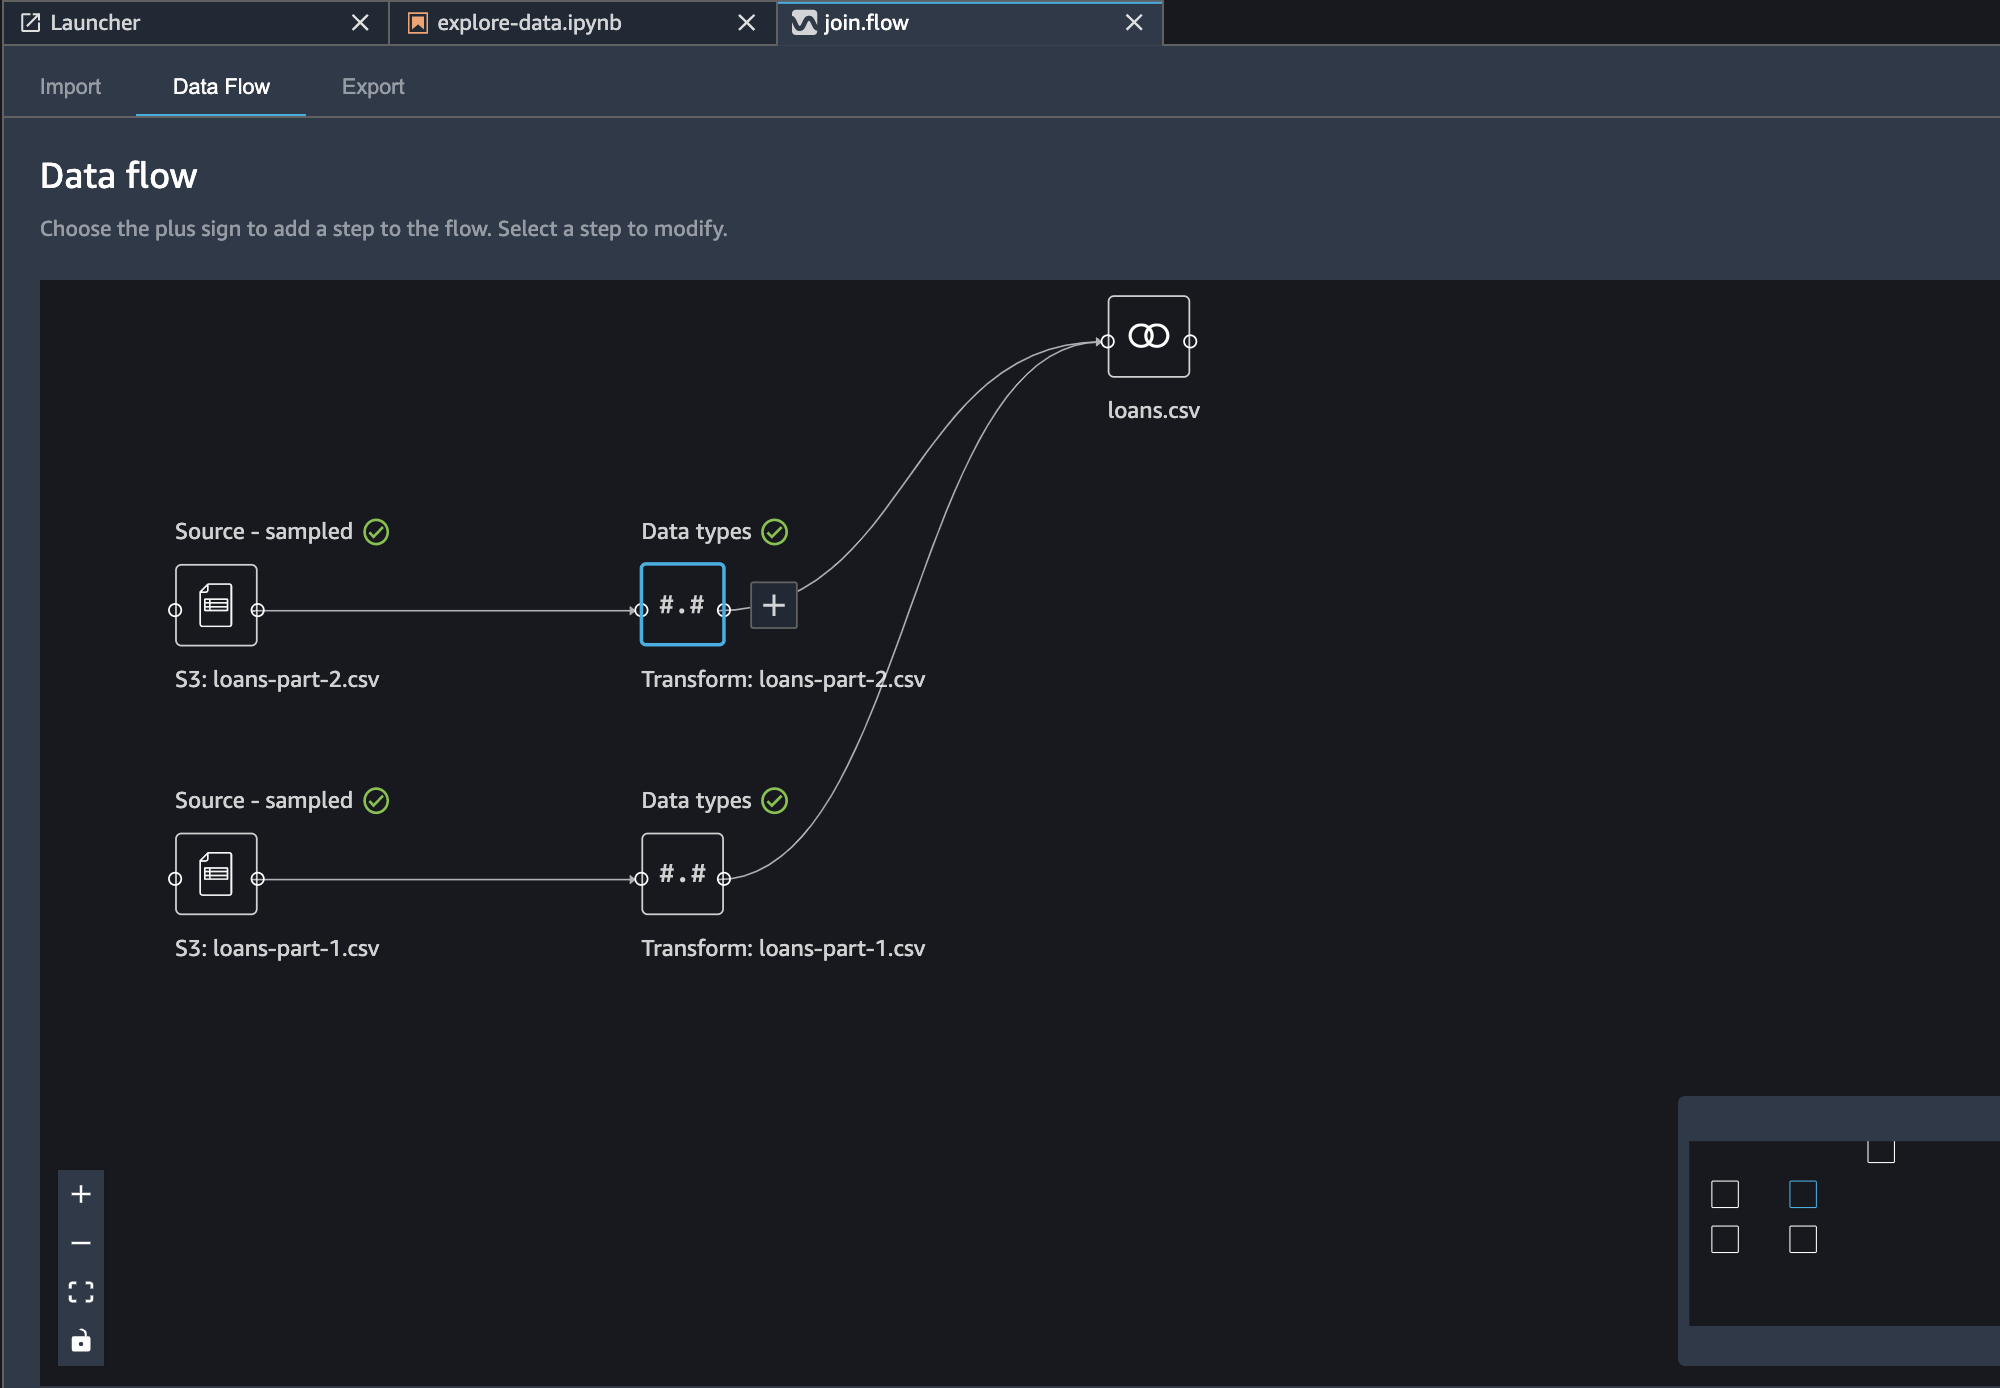 Launcher
explore-data.ipynb
join.flow
Import
Data Flow
Export
Data flow
Choose the plus sign to add a step to the flow. Select a step to modify.
loans.csv
Source - sampled
Data types
#.#
S3: loans-part-2.csv
Transform: loans-part-2.csv
Source - sampled
Data types
#.#
S3: loans-part-1.csv
Transform: loans-part-1.csv